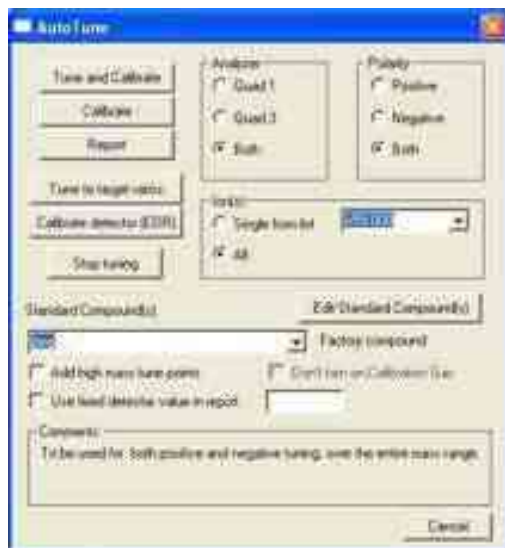 AutoTune
Tune and Calibrate
Calibrate
Report
Tune to target ratios
Calibrate detector (EDR)
Stop tuning
Analyzer
Quad 1
Quad 3
Both
Polarity
Positive
Negative
Both
Ion(s)
Single from list
All
Standard Compound(s)
Edit Standard Compound(s)
Factory compound
Add high mass tune points
Don't turn on Calibration Gas
Use fixed detector value in report
Comments
To be used for both positive and negative tuning, over the entire mass range.
Cancel